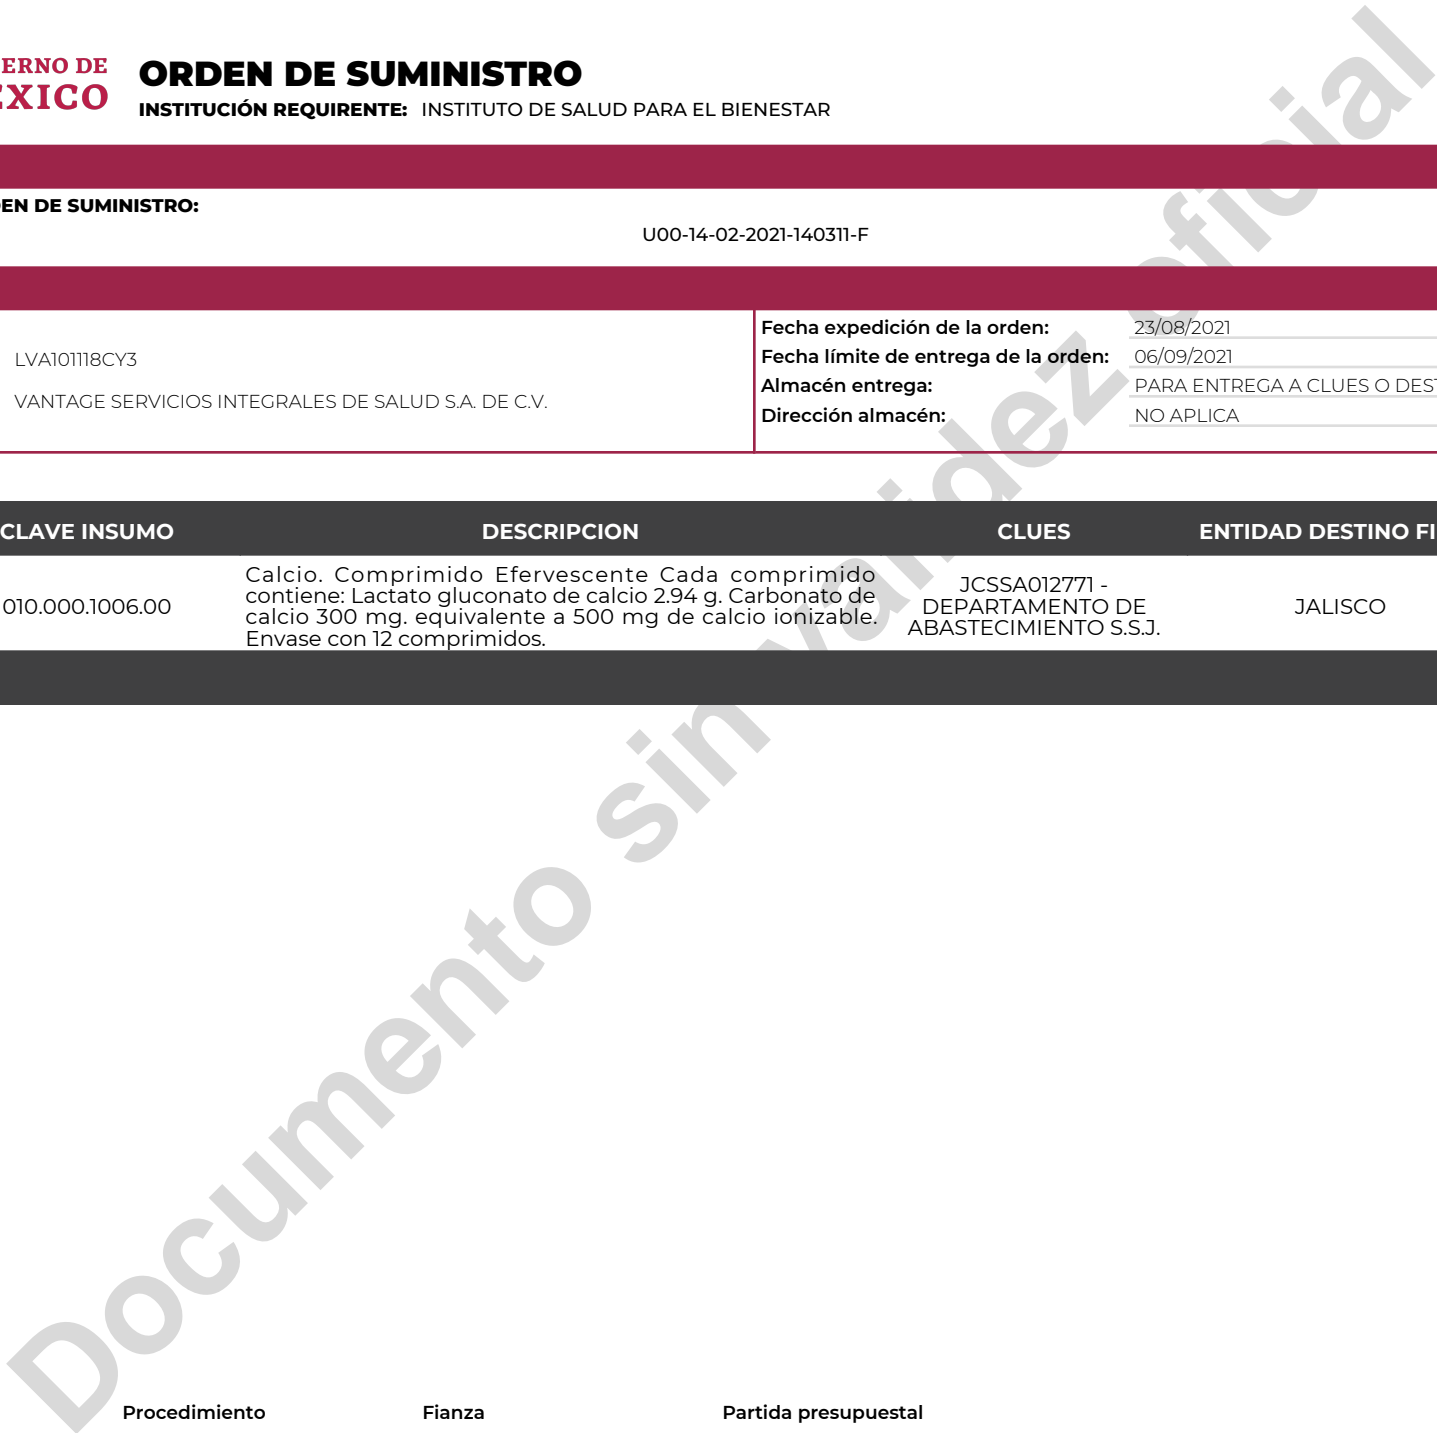 ERNO DE
EXICO
ORDEN DE SUMINISTRO
INSTITUCIÓN REQUIRENTE: INSTITUTO DE SALUD PARA EL BIENESTAR
EN DE SUMINISTRO:
U00-14-02-2021-140311-F
LVA101118CY3
VANTAGE SERVICIOS INTEGRALES DE SALUD S.A. DE C.V.
Fecha expedición de la orden: 23/08/2021
Fecha límite de entrega de la orden: 06/09/2021
Almacén entrega: PARA ENTREGA A CLUES O DEST
Dirección almacén: NO APLICA
CLAVE INSUMO DESCRIPCION CLUES ENTIDAD DESTINO FI
010.000.1006.00
Calcio. Comprimido Efervescente Cada comprimido
contiene: Lactato gluconato de calcio 2.94 g. Carbonato de
calcio 300 mg. equivalente a 500 mg de calcio ionizable.
Envase con 12 comprimidos.
JCSSA012771 -
DEPARTAMENTO DE
ABASTECIMIENTO S.S.J.
JALISCO
Documento sin validez oficial
Procedimiento Fianza Partida presupuestal